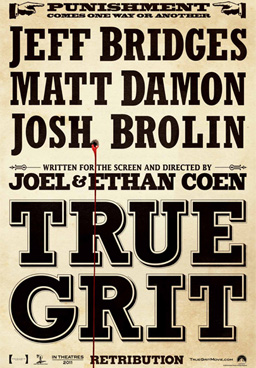 PUNISHMENT
COMES ONE WAY OR ANOTHER
JEFF BRIDGES
MATT DAMON
JOSH BROLIN
WRITTEN FOR THE SCREEN AND DIRECTED BY
JOEL & ETHAN COEN
TRUE
GRIT
IN THEATRES
2011
TRUEGRITMOVIE.COM
RETRIBUTION